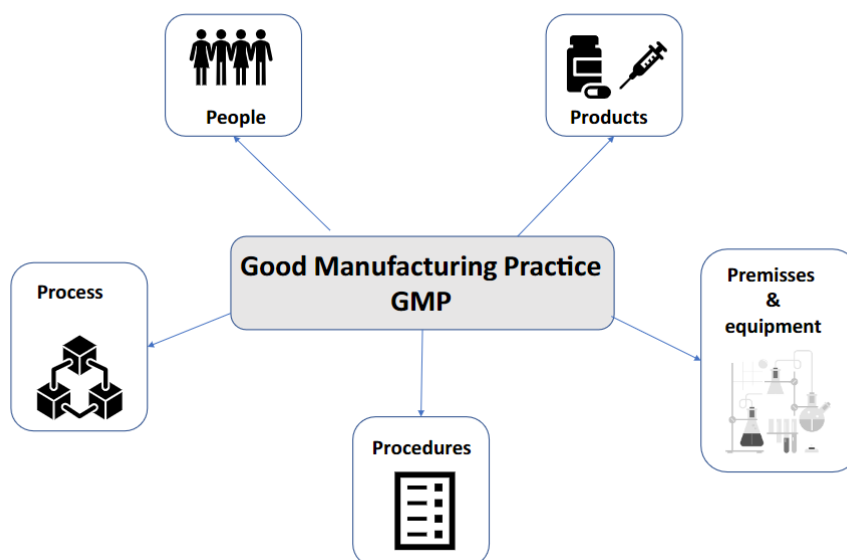 People
Products
Good Manufacturing Practice
GMP
Process
Premisses
&
equipment
Procedures